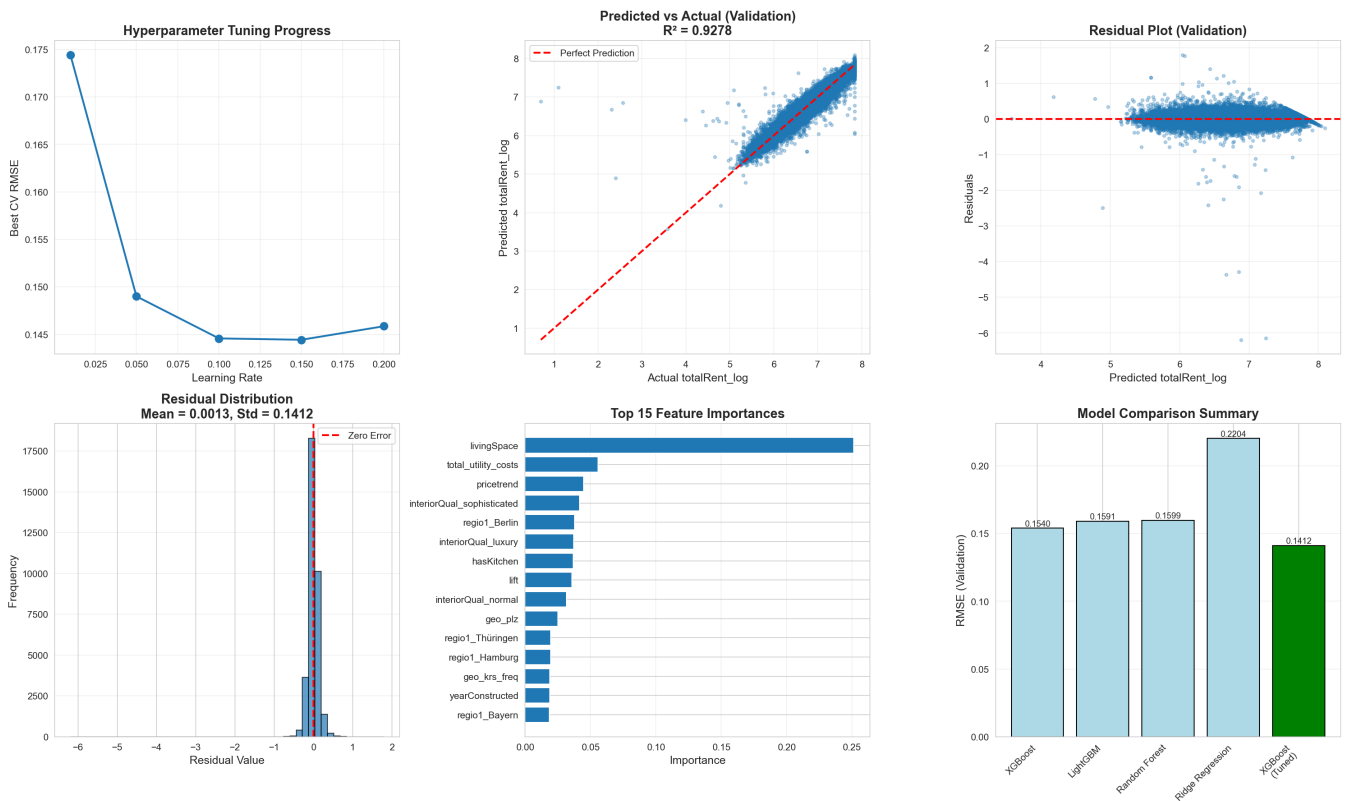 Hyperparameter Tuning Progress
Best CV RMSE
0.175
0.170
0.165
0.160
0.155
0.150
0.145
0.025 0.050 0.075 0.100 0.125 0.150 0.175 0.200
Learning Rate
Predicted vs Actual (Validation)
R² = 0.9278
Perfect Prediction
Predicted totalRent_log
8
7
6
5
4
3
2
1
1 2 3 4 5 6 7 8
Actual totalRent_log
Residual Plot (Validation)
Residuals
2
1
0
−1
−2
−3
−4
−5
−6
4 5 6 7 8
Predicted totalRent_log
Residual Distribution
Mean = 0.0013, Std = 0.1412
Zero Error
Frequency
17500
15000
12500
10000
7500
5000
2500
0
−6 −5 −4 −3 −2 −1 0 1 2
Residual Value
Top 15 Feature Importances
livingSpace
total_utility_costs
pricetrend
interiorQual_sophisticated
regio1_Berlin
interiorQual_luxury
hasKitchen
lift
interiorQual_normal
geo_plz
regio1_Thüringen
regio1_Hamburg
geo_krs_freq
yearConstructed
regio1_Bayern
0.00 0.05 0.10 0.15 0.20 0.25
Importance
Model Comparison Summary
RMSE (Validation)
0.20
0.15
0.10
0.05
0.00
0.1540
0.1591
0.1599
0.2204
0.1412
XGBoost
LightGBM
Random Forest
Ridge Regression
XGBoost
(Tuned)